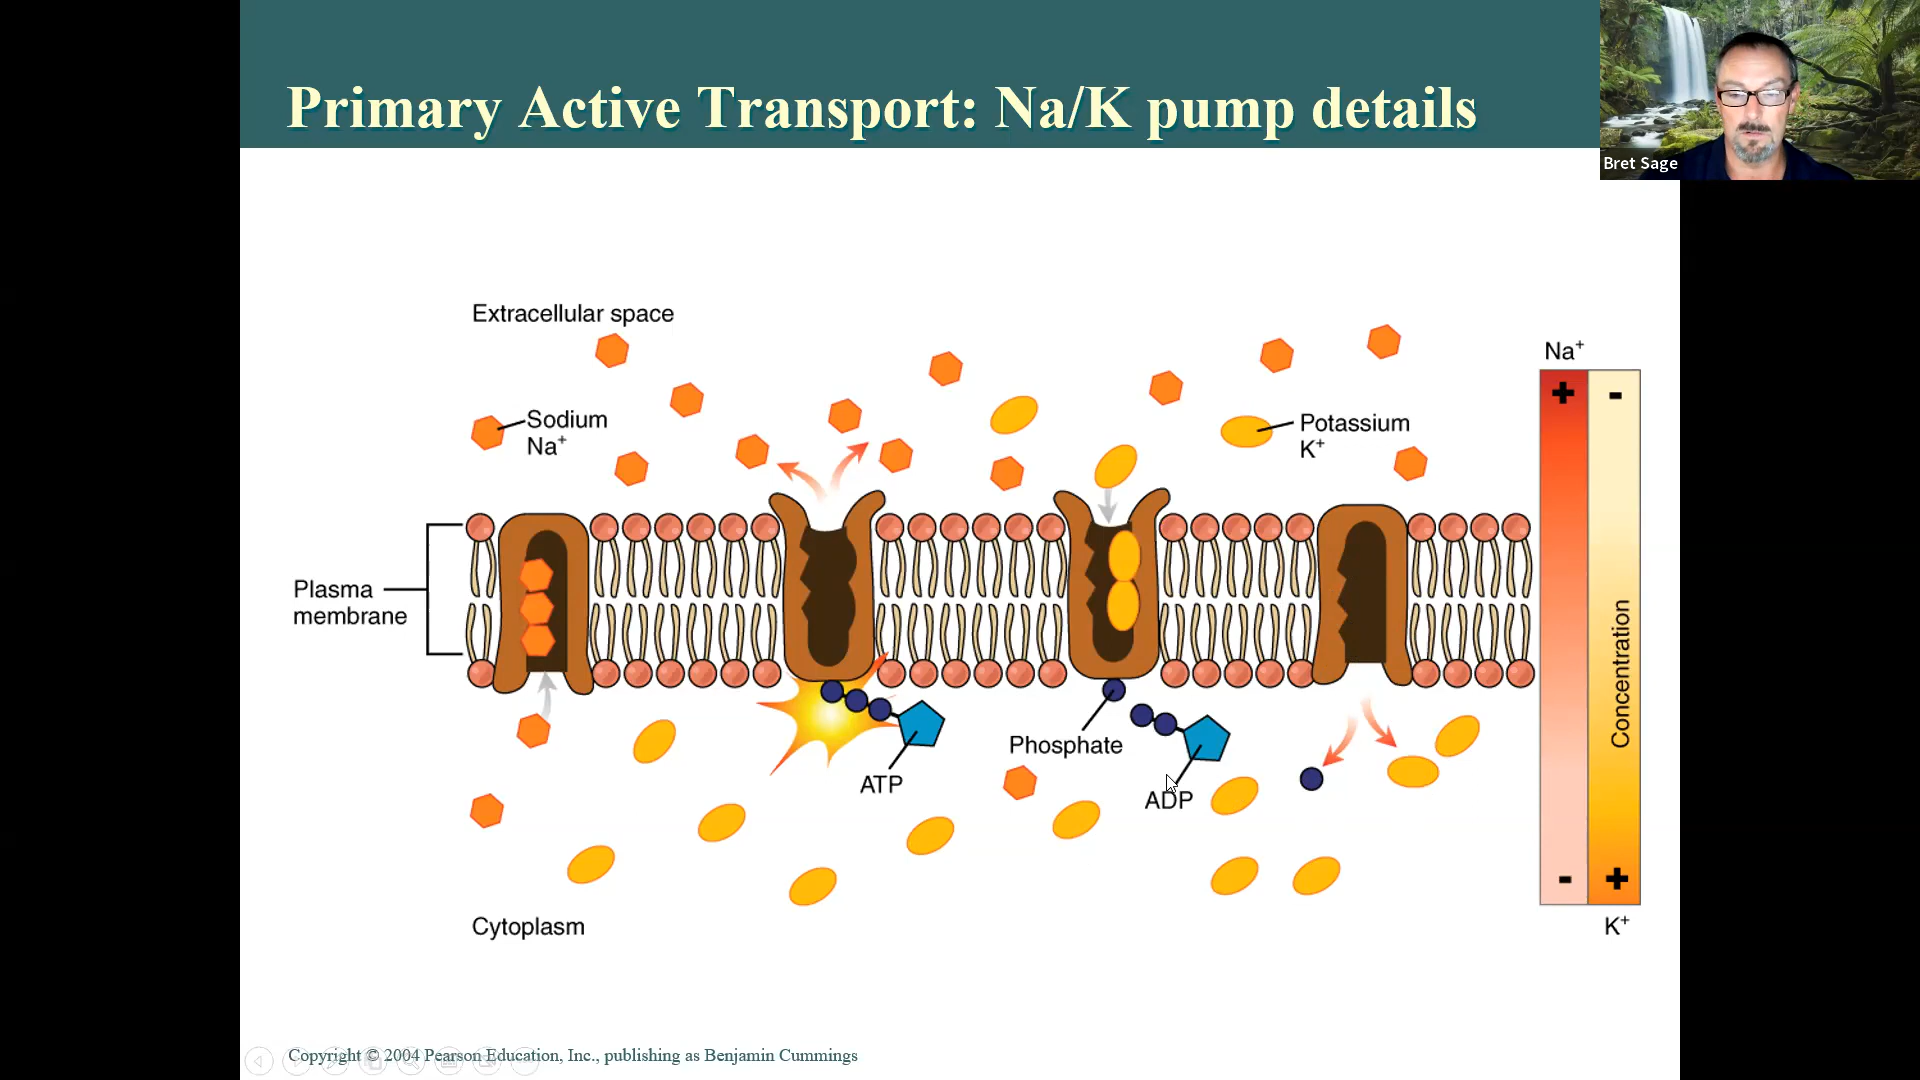 Primary Active Transport: Na/K pump details
Bret Sage
Extracellular space
Na⁺
+ -
Sodium
Na⁺
Potassium
K⁺
Plasma
membrane
Concentration
Phosphate
ATP
ADP
- +
Cytoplasm
K⁺
Copyright © 2004 Pearson Education, Inc., publishing as Benjamin Cummings